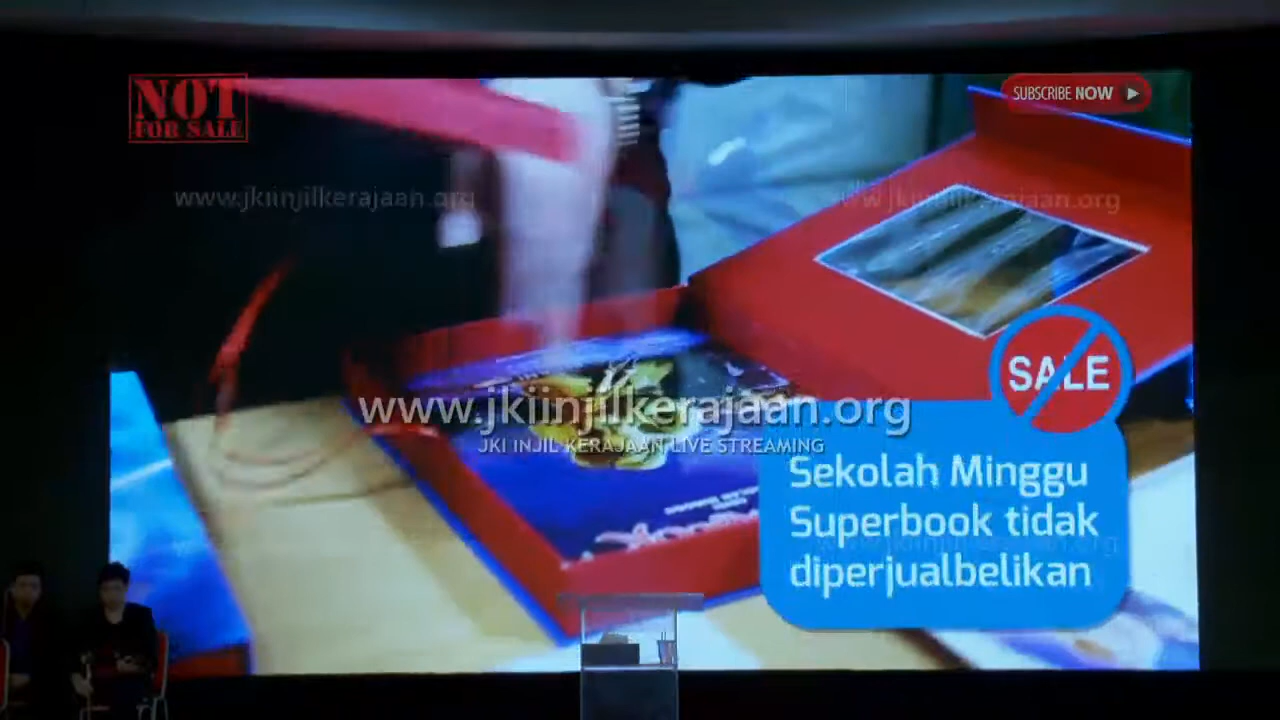 NOT
FOR SALE
SUBSCRIBE NOW
www.jkiinjilkerajaan.org
www.jkiinjilkerajaan.org
SALE
www.jkiinjilkerajaan.org
JKI INJIL KERAJAAN LIVE STREAMING
Sekolah Minggu
Superbook tidak
diperjualbelikan